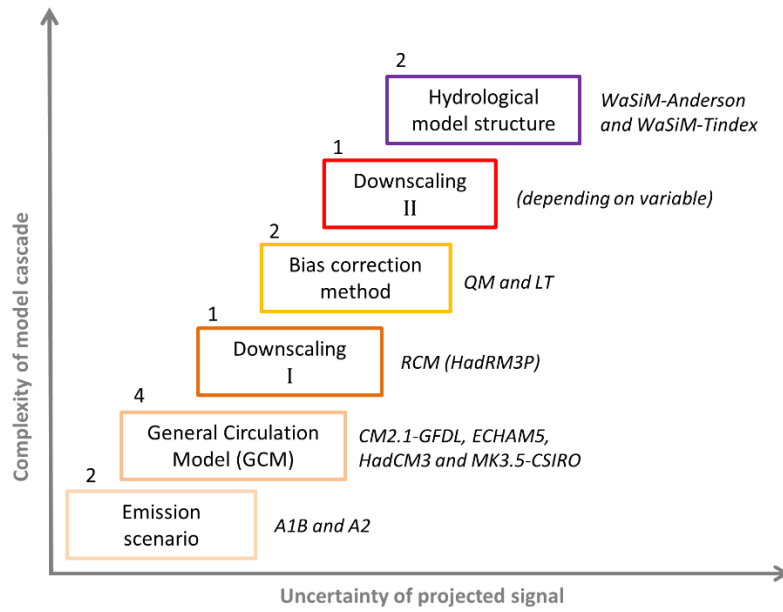 2
Hydrological
model structure
WaSiM-Anderson
and WaSiM-Tindex
1
Downscaling
II
(depending on variable)
2
Bias correction
method
QM and LT
1
Downscaling
I
RCM (HadRM3P)
4
General Circulation
Model (GCM)
CM2.1-GFDL, ECHAM5,
HadCM3 and MK3.5-CSIRO
2
Emission
scenario
A1B and A2
Complexity of model cascade
Uncertainty of projected signal